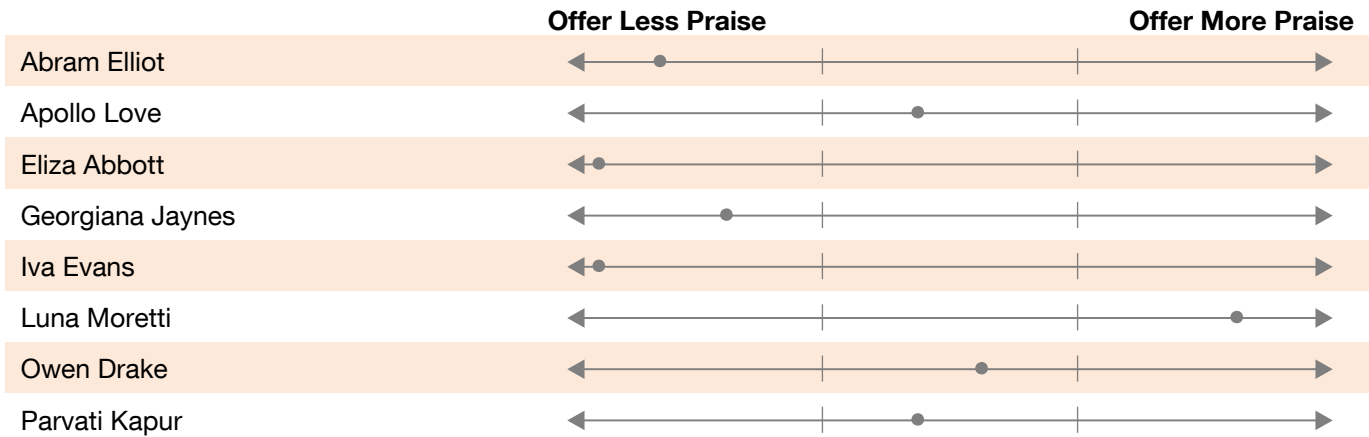 Offer Less Praise Offer More Praise
Abram Elliot
Apollo Love
Eliza Abbott
Georgiana Jaynes
Iva Evans
Luna Moretti
Owen Drake
Parvati Kapur